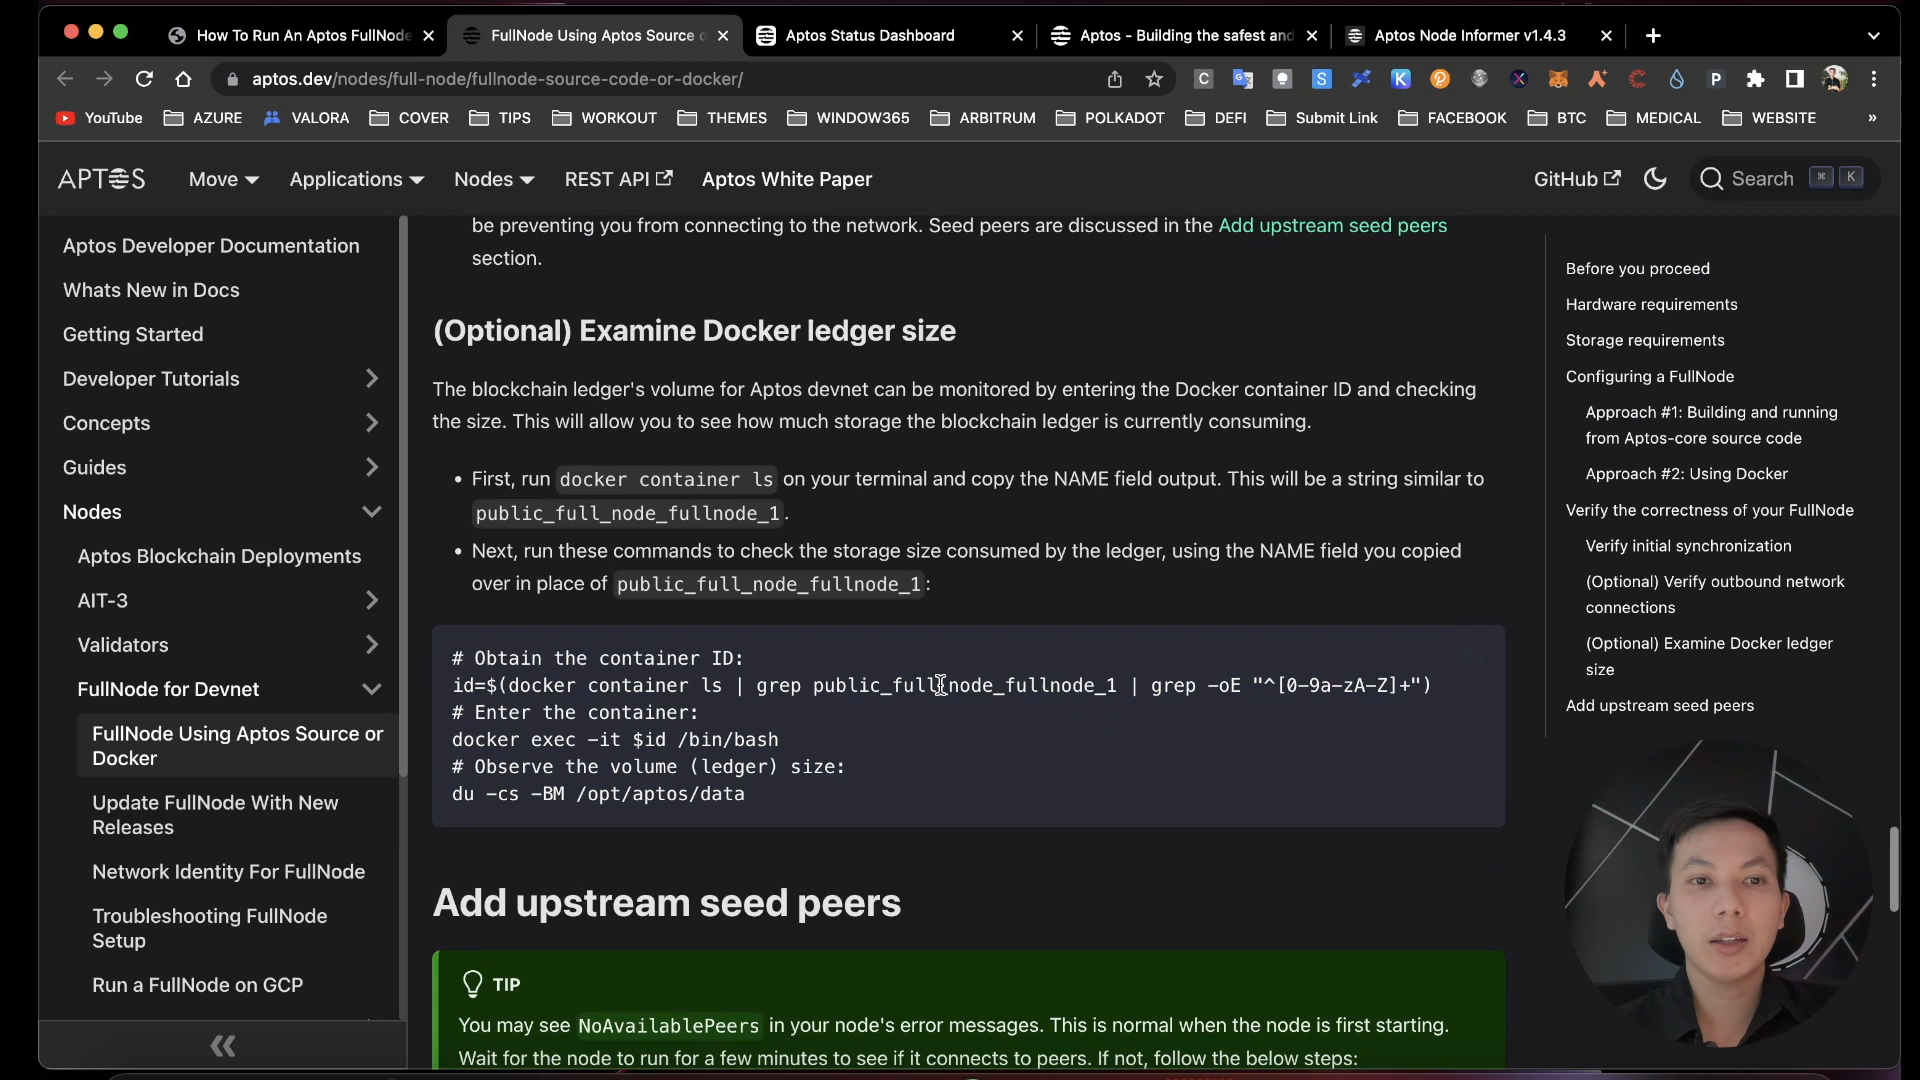 How To Run An Aptos FullNode
FullNode Using Aptos Source o
Aptos Status Dashboard
Aptos - Building the safest and
Aptos Node Informer v1.4.3
aptos.dev/nodes/full-node/fullnode-source-code-or-docker/
YouTube AZURE VALORA COVER TIPS WORKOUT THEMES WINDOW365 ARBITRUM POLKADOT DEFI Submit Link FACEBOOK BTC MEDICAL WEBSITE »
APTOS Move Applications Nodes REST API Aptos White Paper GitHub Search ⌘ K
Aptos Developer Documentation
Whats New in Docs
Getting Started
Developer Tutorials
Concepts
Guides
Nodes
Aptos Blockchain Deployments
AIT-3
Validators
FullNode for Devnet
FullNode Using Aptos Source or
Docker
Update FullNode With New
Releases
Network Identity For FullNode
Troubleshooting FullNode
Setup
Run a FullNode on GCP
be preventing you from connecting to the network. Seed peers are discussed in the Add upstream seed peers
section.
(Optional) Examine Docker ledger size
The blockchain ledger's volume for Aptos devnet can be monitored by entering the Docker container ID and checking
the size. This will allow you to see how much storage the blockchain ledger is currently consuming.
• First, run docker container ls on your terminal and copy the NAME field output. This will be a string similar to
public_full_node_fullnode_1.
• Next, run these commands to check the storage size consumed by the ledger, using the NAME field you copied
over in place of public_full_node_fullnode_1:
# Obtain the container ID:
id=$(docker container ls | grep public_full_node_fullnode_1 | grep -oE "^[0-9a-zA-Z]+")
# Enter the container:
docker exec -it $id /bin/bash
# Observe the volume (ledger) size:
du -cs -BM /opt/aptos/data
Add upstream seed peers
TIP
You may see NoAvailablePeers in your node's error messages. This is normal when the node is first starting.
Wait for the node to run for a few minutes to see if it connects to peers. If not, follow the below steps:
Before you proceed
Hardware requirements
Storage requirements
Configuring a FullNode
Approach #1: Building and running
from Aptos-core source code
Approach #2: Using Docker
Verify the correctness of your FullNode
Verify initial synchronization
(Optional) Verify outbound network
connections
(Optional) Examine Docker ledger
size
Add upstream seed peers